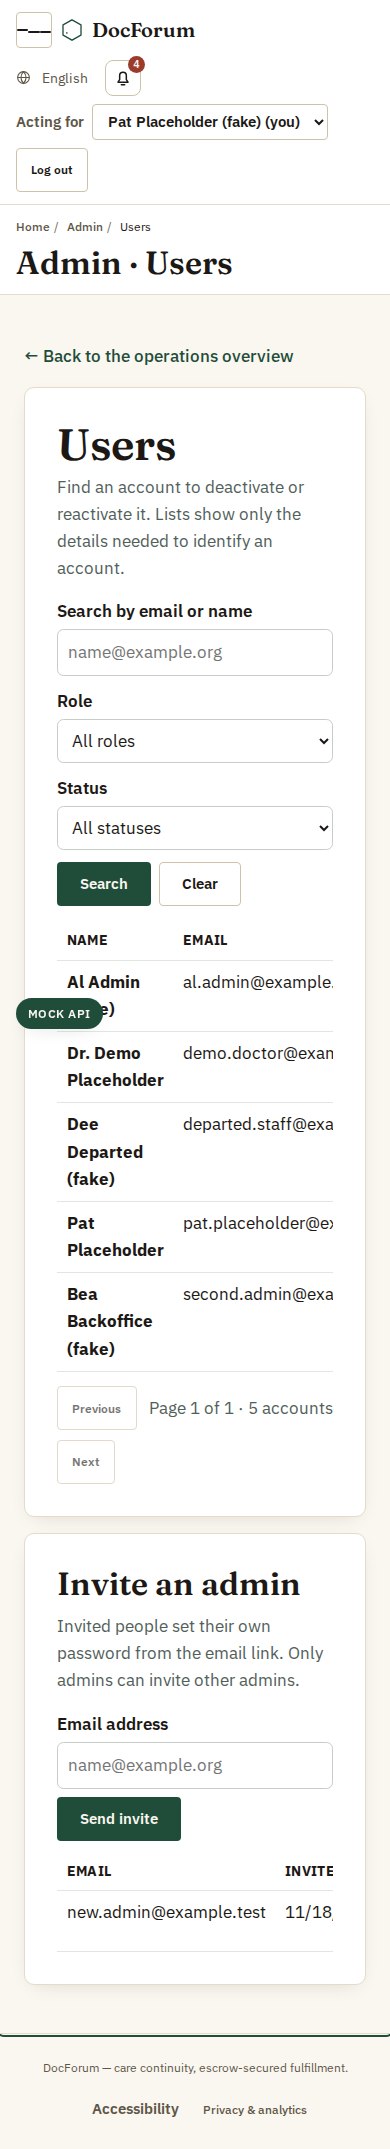 DocForum
English
4
Acting for
Pat Placeholder (fake) (you)
Log out
Home / Admin / Users
Admin · Users
← Back to the operations overview
Users
Find an account to deactivate or
reactivate it. Lists show only the
details needed to identify an
account.
Search by email or name
name@example.org
Role
All roles
Status
All statuses
Search Clear
NAME EMAIL
Al Admin al.admin@example.
MOCK API e)
Dr. Demo demo.doctor@exam
Placeholder
Dee departed.staff@exa
Departed
(fake)
Pat pat.placeholder@ex
Placeholder
Bea second.admin@exa
Backoffice
(fake)
Previous Page 1 of 1 · 5 accounts
Next
Invite an admin
Invited people set their own
password from the email link. Only
admins can invite other admins.
Email address
name@example.org
Send invite
EMAIL INVITE
new.admin@example.test 11/18/
DocForum — care continuity, escrow-secured fulfillment.
Accessibility Privacy & analytics